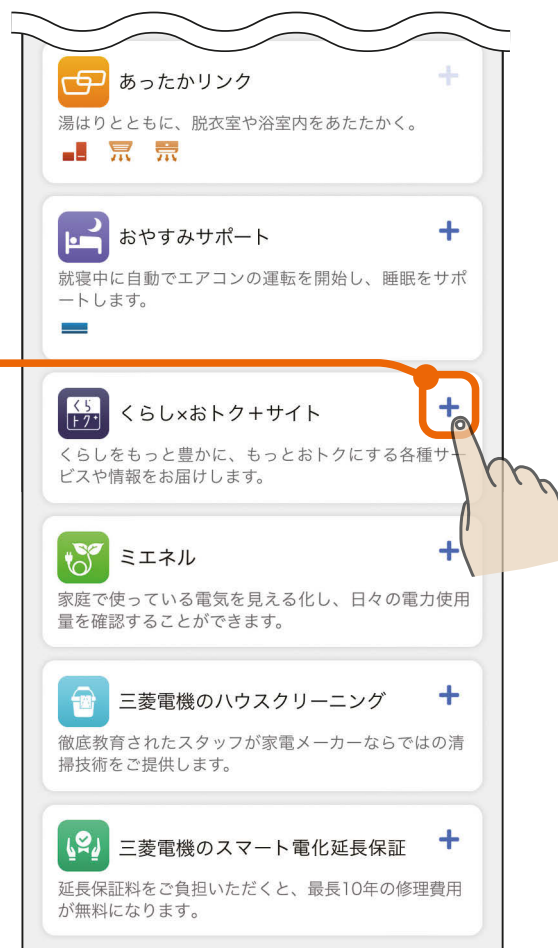 あったかリンク
湯はりとともに、脱衣室や浴室内をあたたかく。
おやすみサポート
就寝中に自動でエアコンの運転を開始し、睡眠をサポ
ートします。
くら
トク+
くらし×おトク＋サイト
くらしをもっと豊かに、もっとおトクにする各種サー
ビスや情報をお届けします。
ミエネル
家庭で使っている電気を見える化し、日々の電力使用
量を確認することができます。
三菱電機のハウスクリーニング
徹底教育されたスタッフが家電メーカーならではの清
掃技術をご提供します。
三菱電機のスマート電化延長保証
延長保証料をご負担いただくと、最長10年の修理費用
が無料になります。